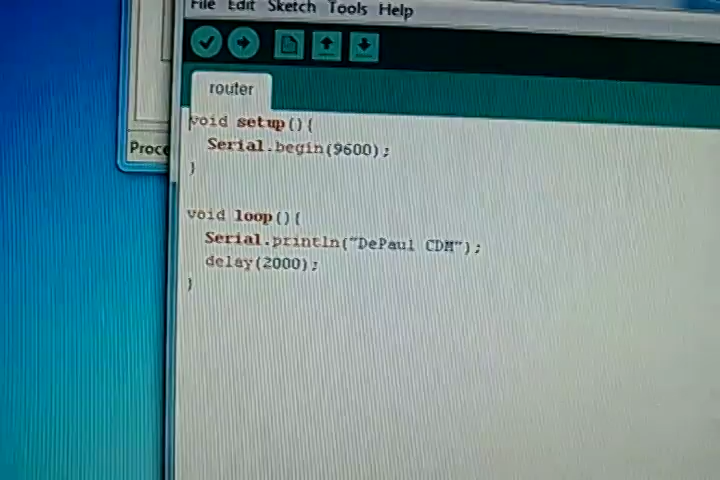 File Edit Sketch Tools Help
router
void setup(){
Serial.begin(9600);
}
void loop(){
Serial.println("DePaul CDM");
delay(2000);
}